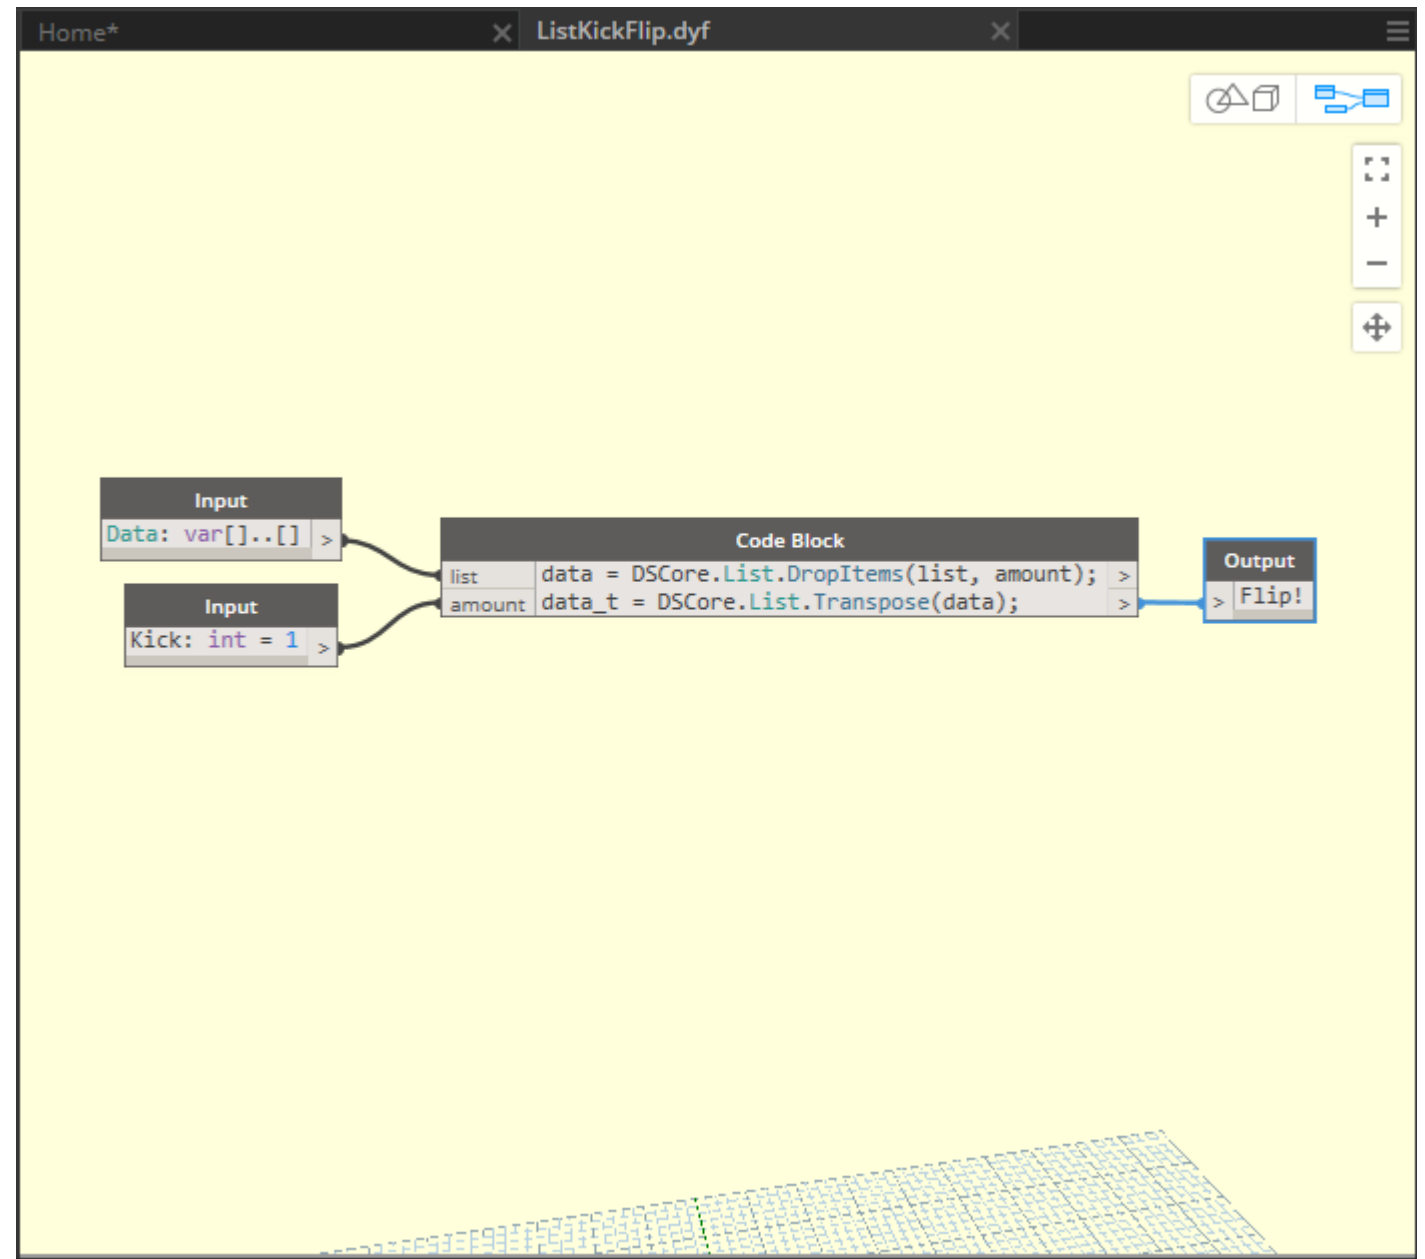 Home*
ListKickFlip.dyf
Input
Data: var[]..[] >
Input
Kick: int = 1 >
Code Block
list data = DSCore.List.DropItems(list, amount); >
amount data_t = DSCore.List.Transpose(data); >
Output
> Flip!